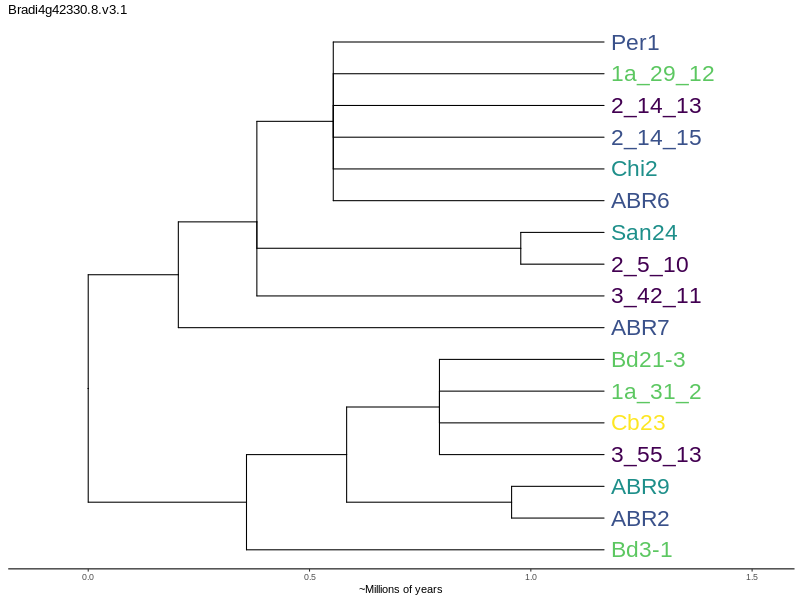 Bradi4g42330.8.v3.1
Per1
1a_29_12
2_14_13
2_14_15
Chi2
ABR6
San24
2_5_10
3_42_11
ABR7
Bd21-3
1a_31_2
Cb23
3_55_13
ABR9
ABR2
Bd3-1
0.0 0.5 1.0 1.5
~Millions of years